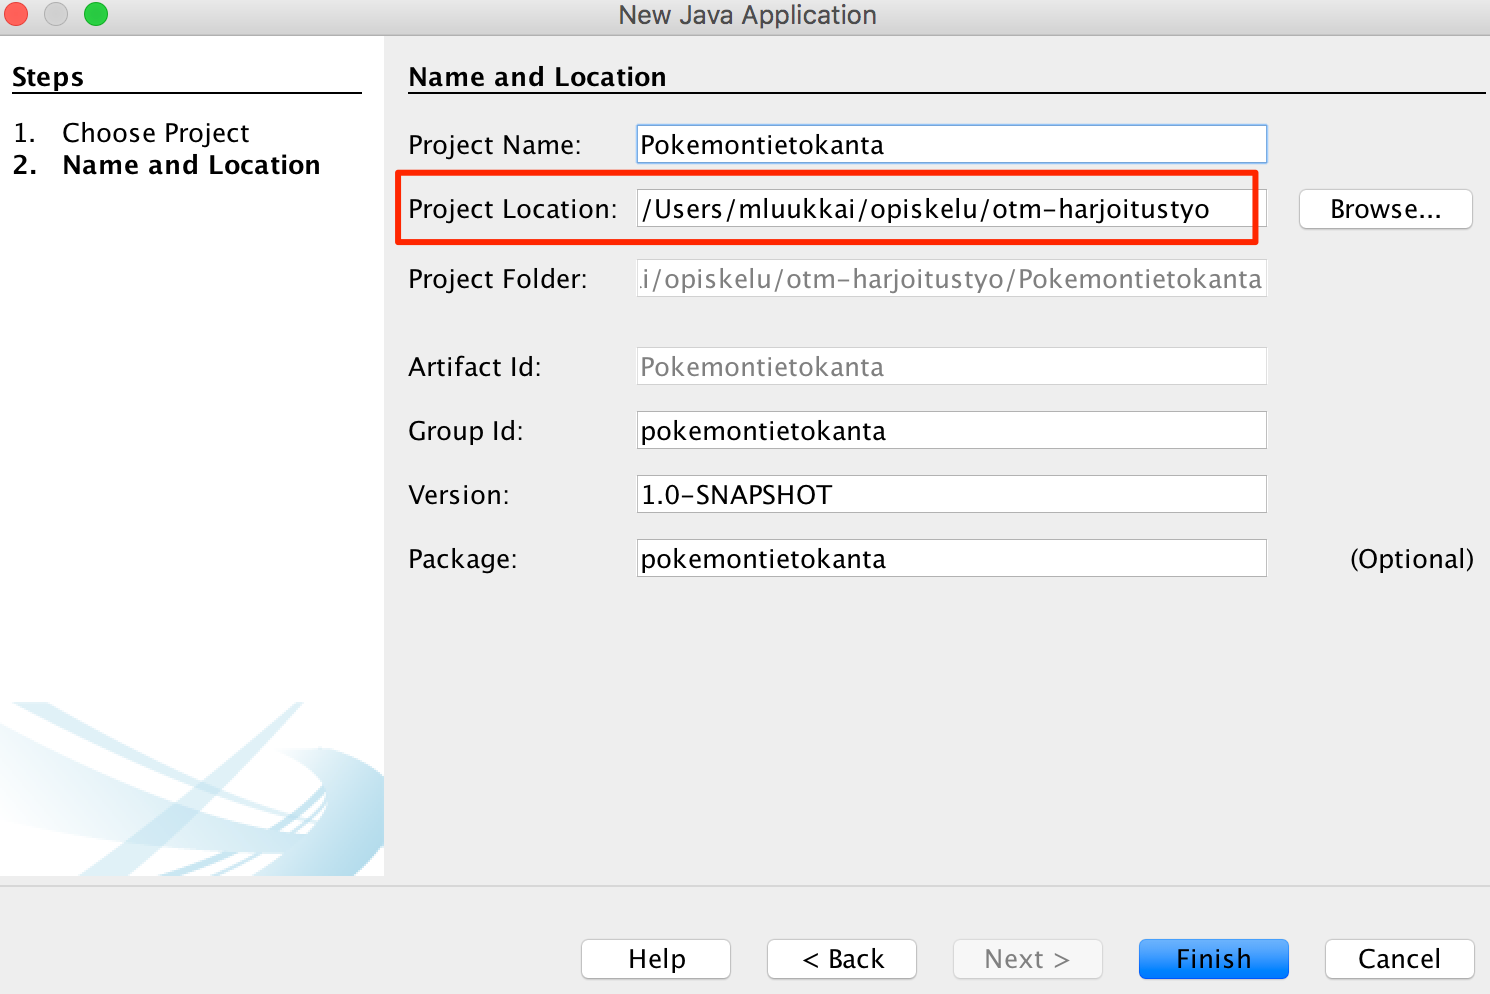 New Java Application
Steps
1. Choose Project
2. Name and Location
Name and Location
Project Name: Pokemontietokanta
Project Location: /Users/mluukkai/opiskelu/otm-harjoitustyo Browse...
Project Folder: i/opiskelu/otm-harjoitustyo/Pokemontietokanta
Artifact Id: Pokemontietokanta
Group Id: pokemontietokanta
Version: 1.0-SNAPSHOT
Package: pokemontietokanta (Optional)
Help < Back Next > Finish Cancel